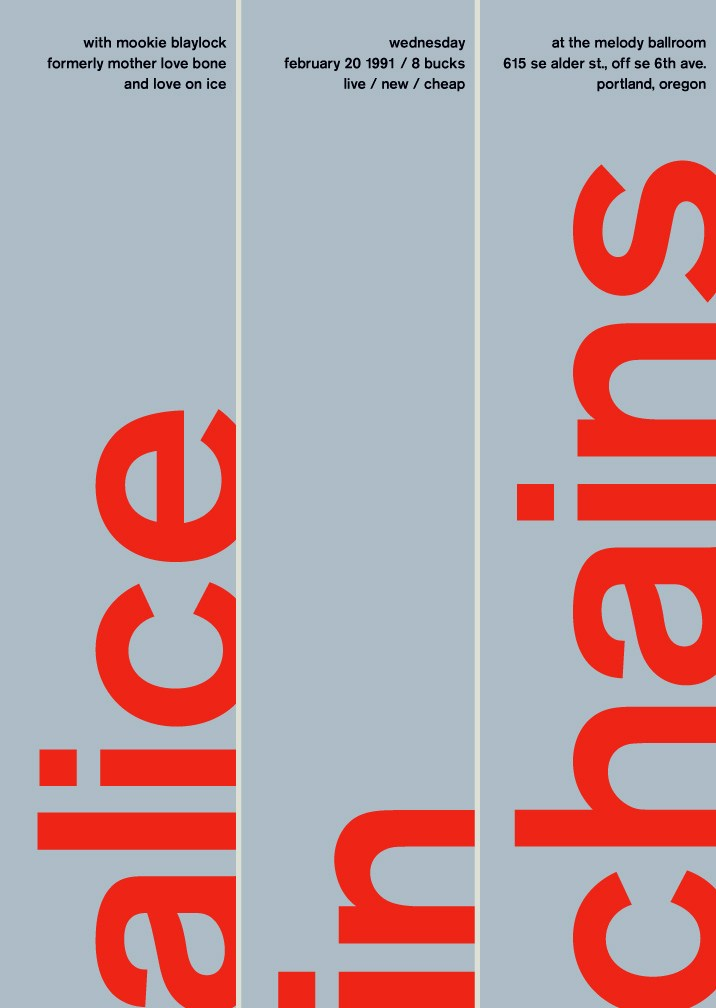 with mookie blaylock
formerly mother love bone
and love on ice
wednesday
february 20 1991 / 8 bucks
live / new / cheap
at the melody ballroom
615 se alder st., off se 6th ave.
portland, oregon
alice
in
chains